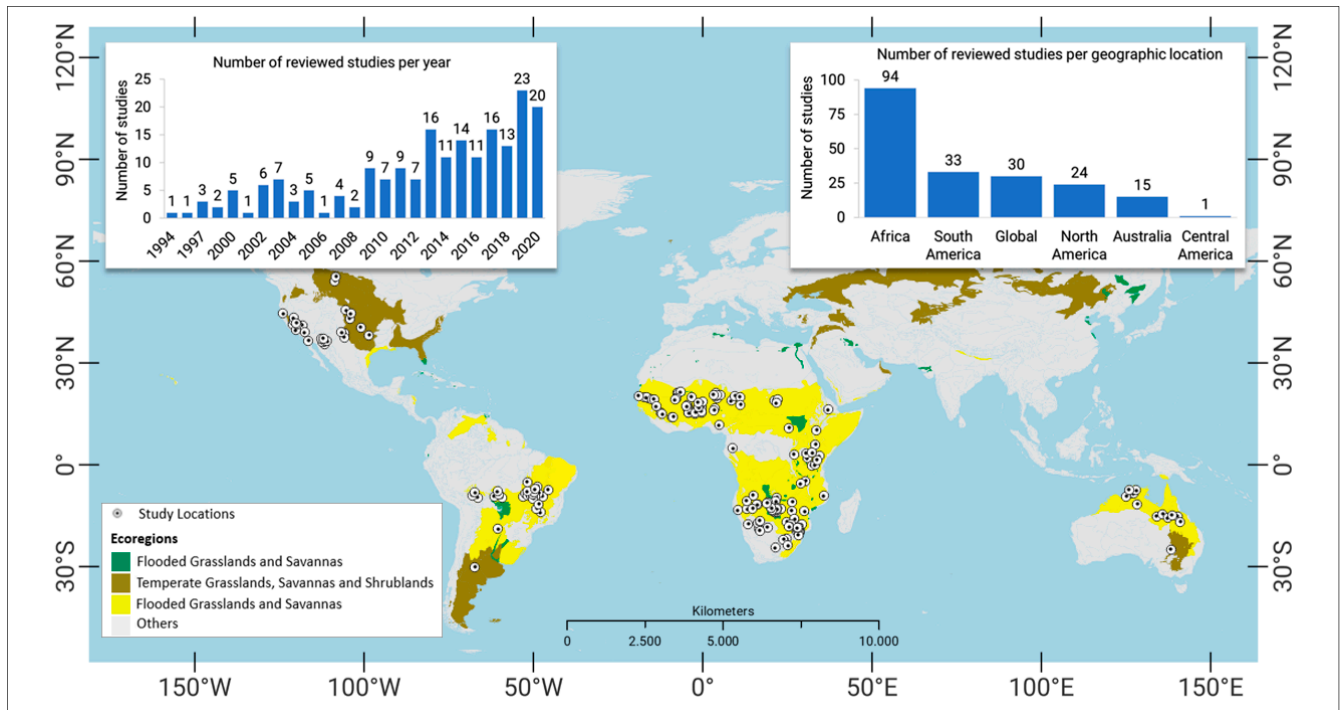 Number of reviewed studies per year
Number of studies
25
20
15
10
5
0
1 1 3 2 5 1 6 7 3 5 1 4 2 9 7 9 7 16 11 14 11 16 13 23 20
1994 1997 2000 2002 2004 2006 2008 2010 2012 2014 2016 2018 2020
Number of reviewed studies per geographic location
Number of studies
100
75
50
25
0
94 33 30 24 15 1
Africa South America Global North America Australia Central America
120°N
90°N
60°N
30°N
0°
30°S
120°N
90°N
60°N
30°N
0°
30°S
Study Locations
Ecoregions
Flooded Grasslands and Savannas
Temperate Grasslands, Savannas and Shrublands
Flooded Grasslands and Savannas
Others
Kilometers
0 2.500 5.000 10.000
150°W 100°W 50°W 0° 50°E 100°E 150°E